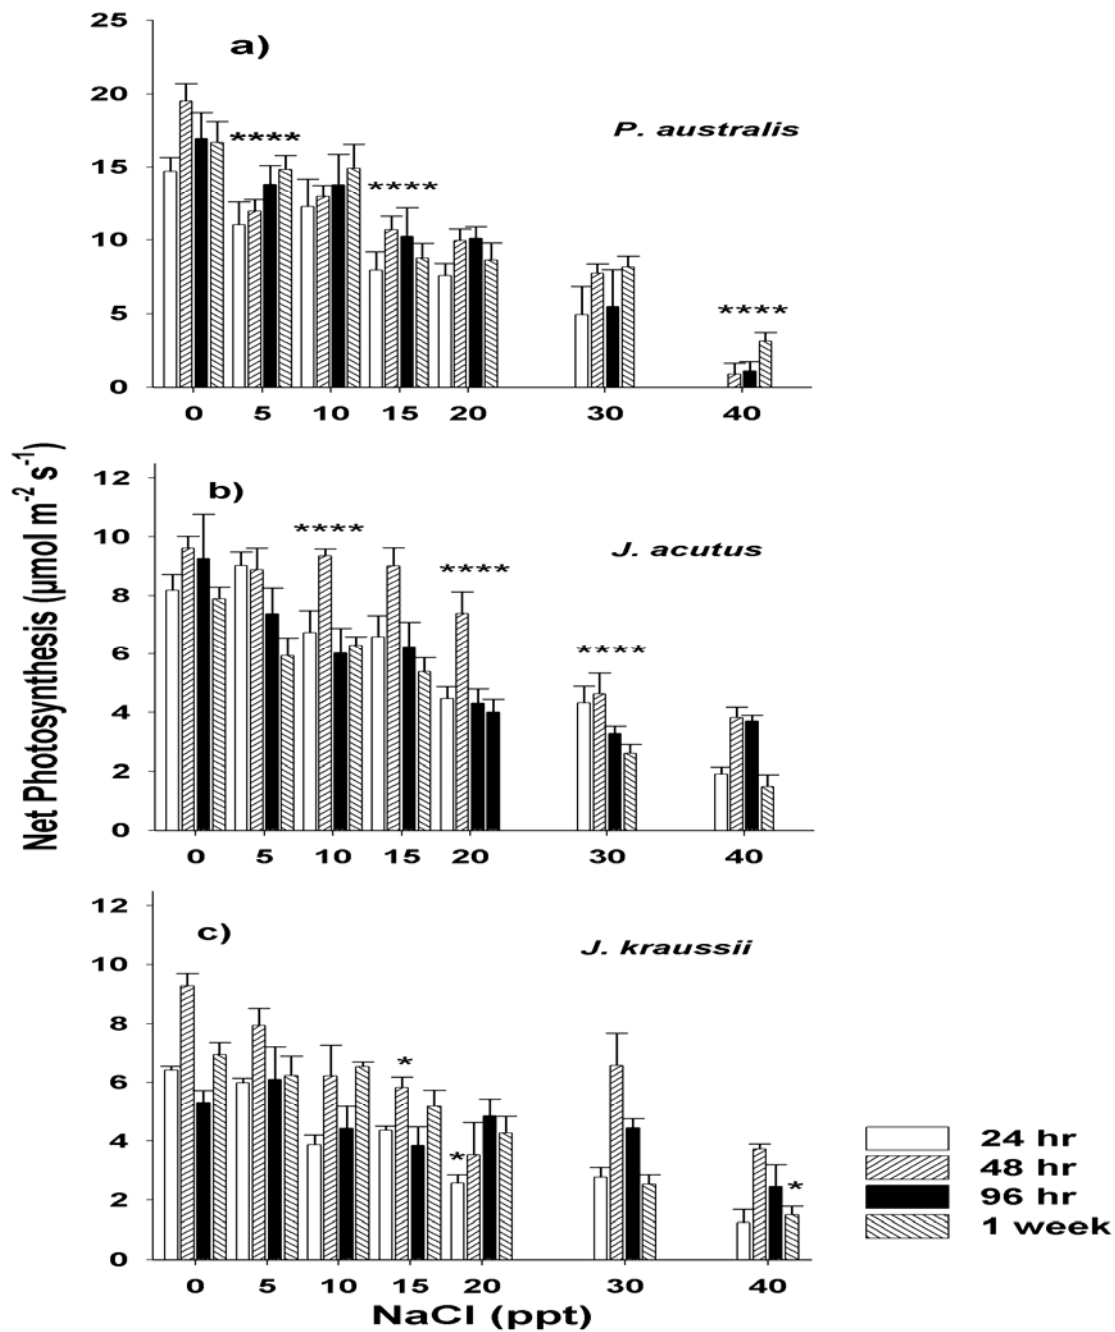 25
a)
20
P. australis
****
15
****
10
5
****
0
0 5 10 15 20 30 40
Net Photosynthesis (µmol m-2 s-1)
12
b)
****
10
J. acutus
****
8
****
6
4
2
0
0 5 10 15 20 30 40
12
c)
J. kraussii
10
8
*
6
4
*
2
*
0
0 5 10 15 20 30 40
NaCl (ppt)
24 hr
48 hr
96 hr
1 week